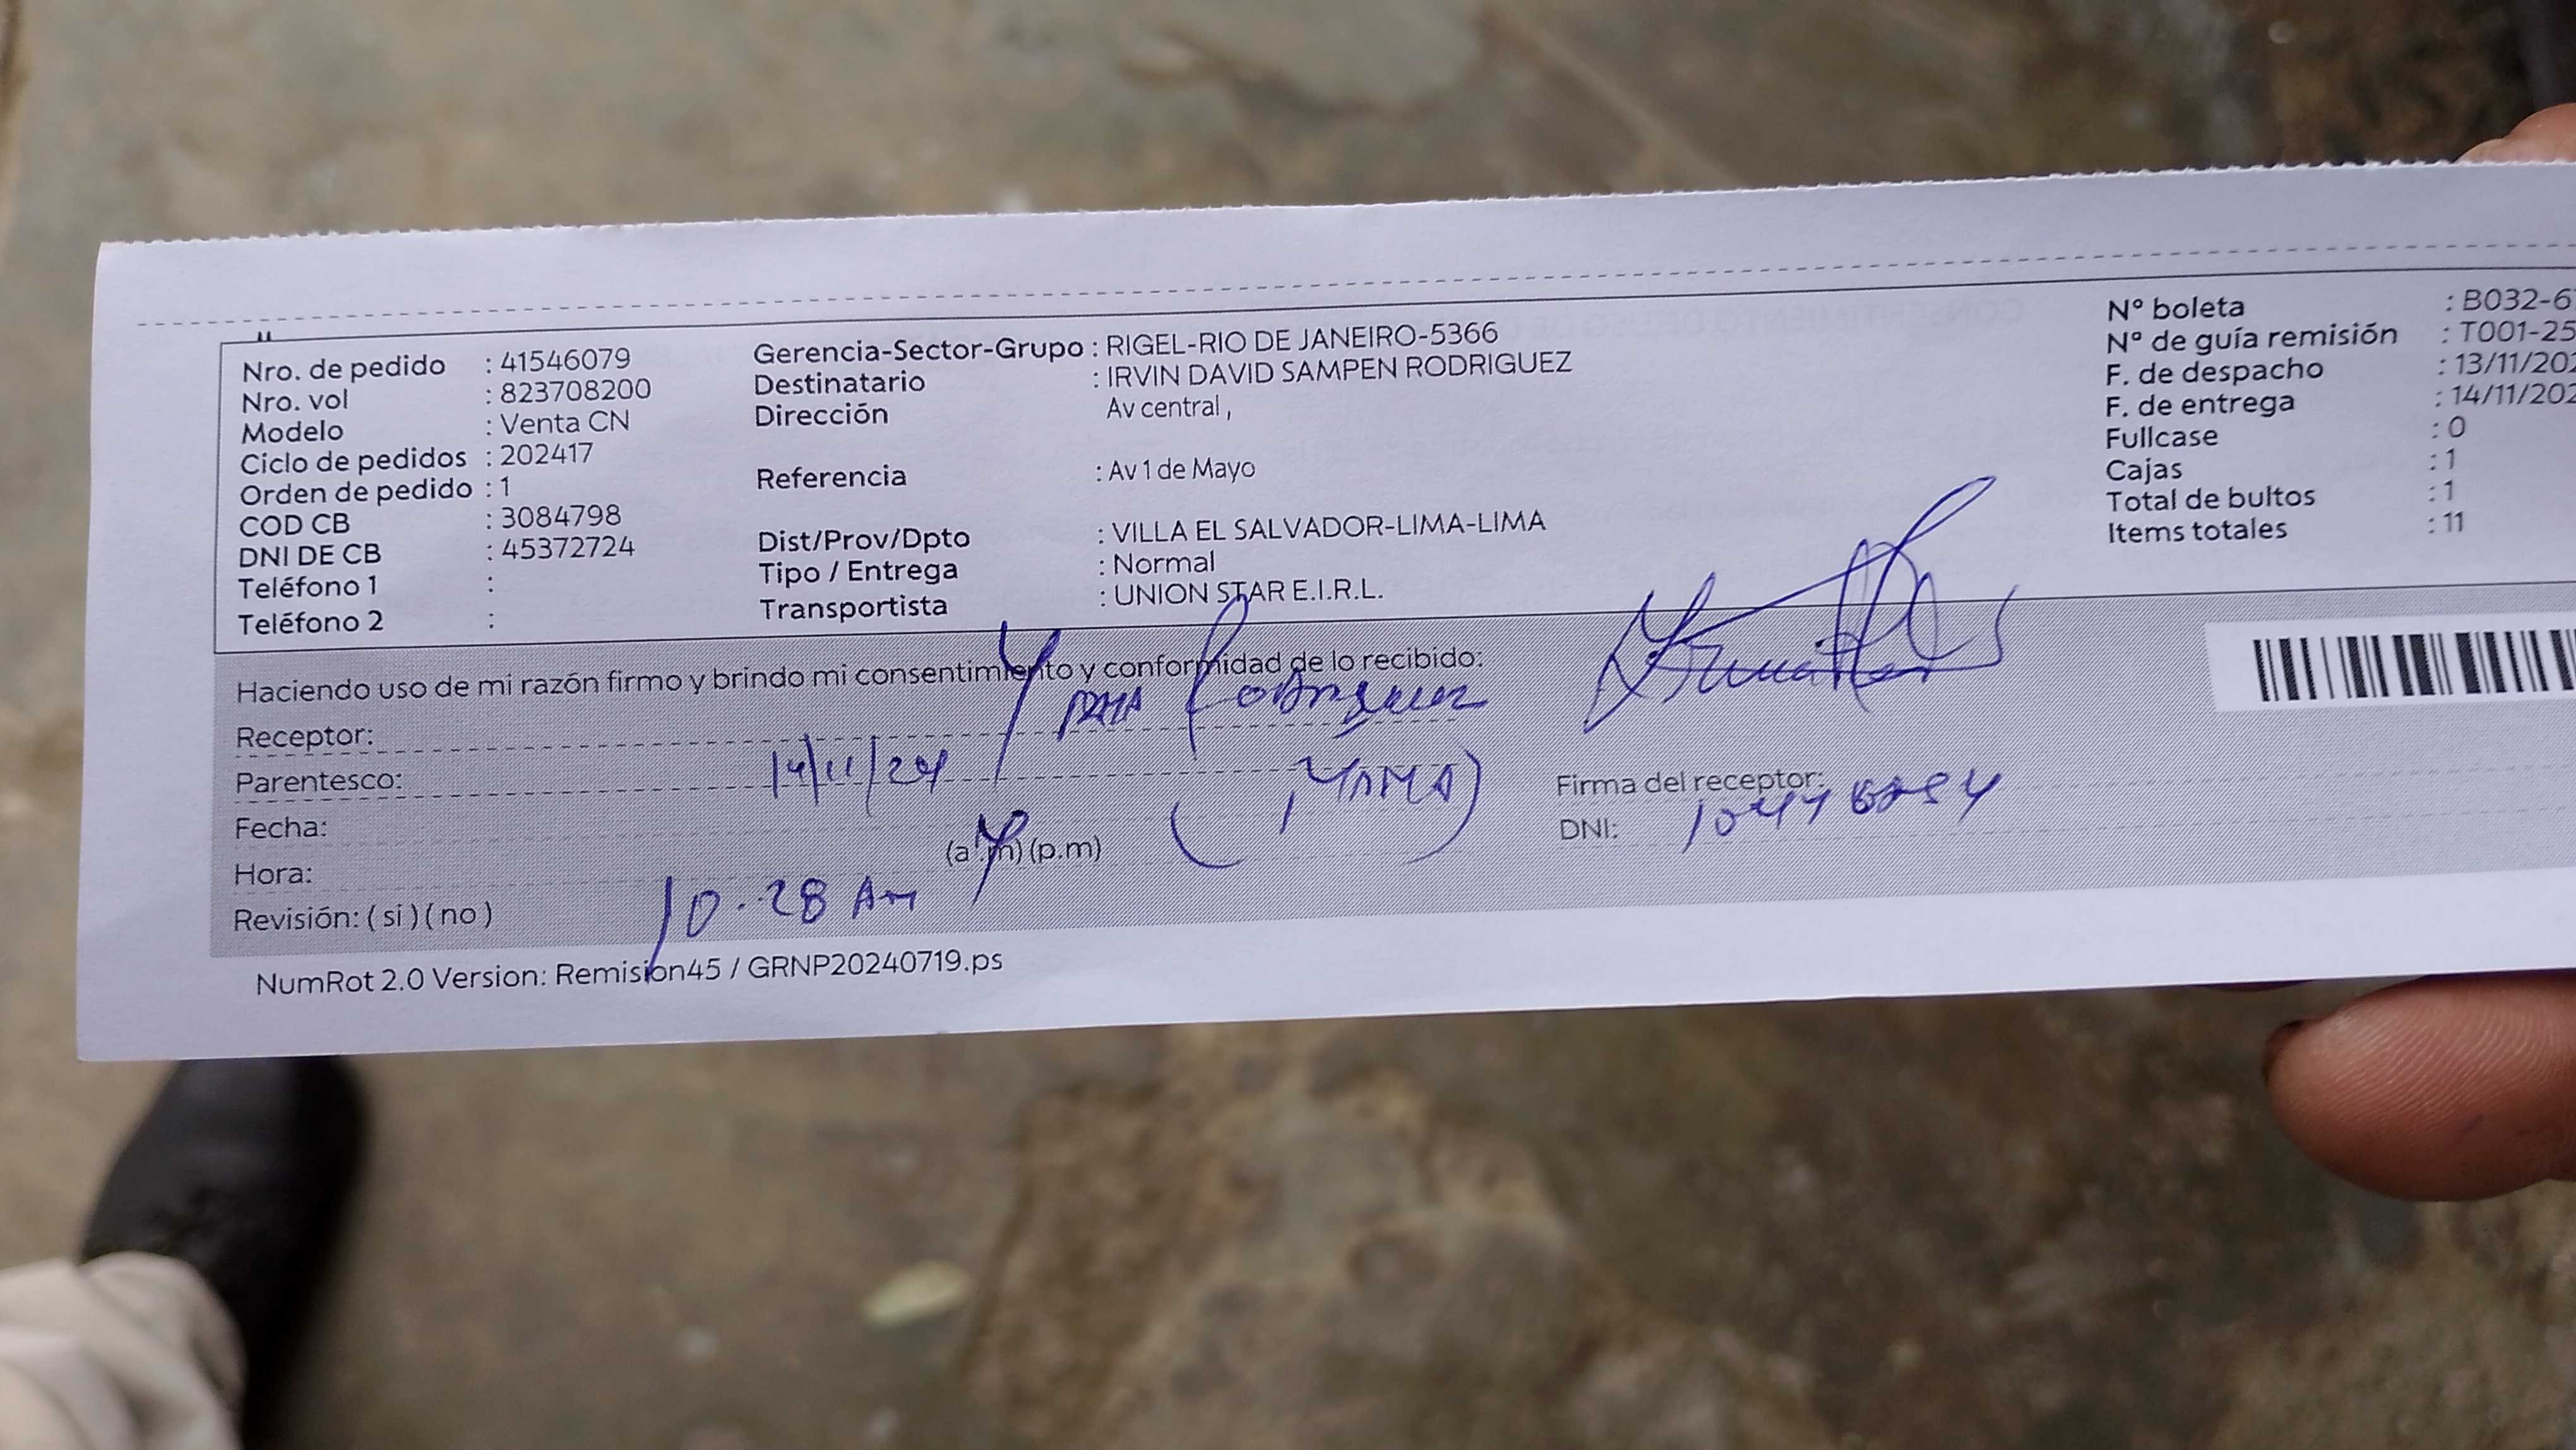 Nro. de pedido : 41546079
Nro. vol : 823708200
Modelo : Venta CN
Ciclo de pedidos : 202417
Orden de pedido : 1
COD CB : 3084798
DNI DE CB : 45372724
Teléfono 1 :
Teléfono 2 :
Gerencia-Sector-Grupo : RIGEL-RIO DE JANEIRO-5366
Destinatario : IRVIN DAVID SAMPEN RODRIGUEZ
Dirección Av central ,
Referencia : Av 1 de Mayo
Dist/Prov/Dpto : VILLA EL SALVADOR-LIMA-LIMA
Tipo / Entrega : Normal
Transportista : UNION STAR E.I.R.L.
Nº boleta : B032-6
Nº de guía remisión : T001-25
F. de despacho : 13/11/202
F. de entrega : 14/11/202
Fullcase : 0
Cajas : 1
Total de bultos : 1
Items totales : 11
Haciendo uso de mi razón firmo y brindo mi consentimiento y conformidad de lo recibido:
Receptor: Rodriguez
Parentesco: (MAMA)
Fecha: 14/11/24
Hora: 10:28 Am (a.m) (p.m)
Revisión: ( si ) ( no )
Firma del receptor:
DNI:
NumRot 2.0 Version: Remision45 / GRNP20240719.ps